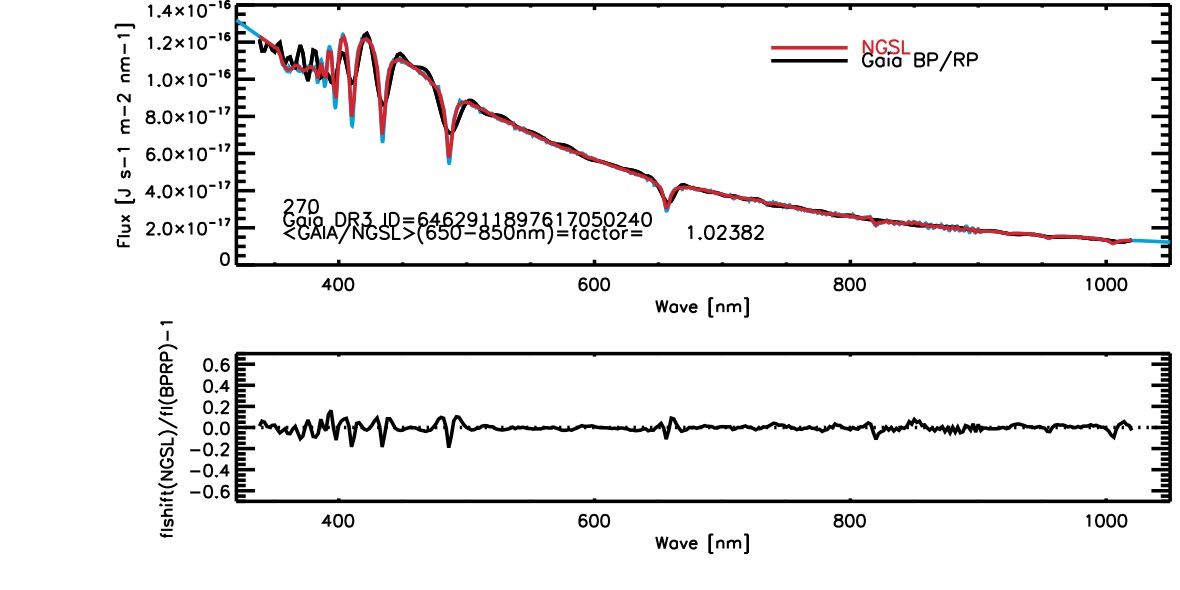 1.4×10−16
1.2×10−16
1.0×10−16
8.0×10−17
6.0×10−17
4.0×10−17
2.0×10−17
0
Flux [J s−1 m−2 nm−1]
NGSL
Gaia BP/RP
270
Gaia DR3 ID=6462911897617050240
<GAIA/NGSL>(650−850nm)=factor= 1.02382
400 600 800 1000
Wave [nm]
flshift(NGSL)/fl(BPRP)−1
0.6
0.4
0.2
0.0
−0.2
−0.4
−0.6
400 600 800 1000
Wave [nm]